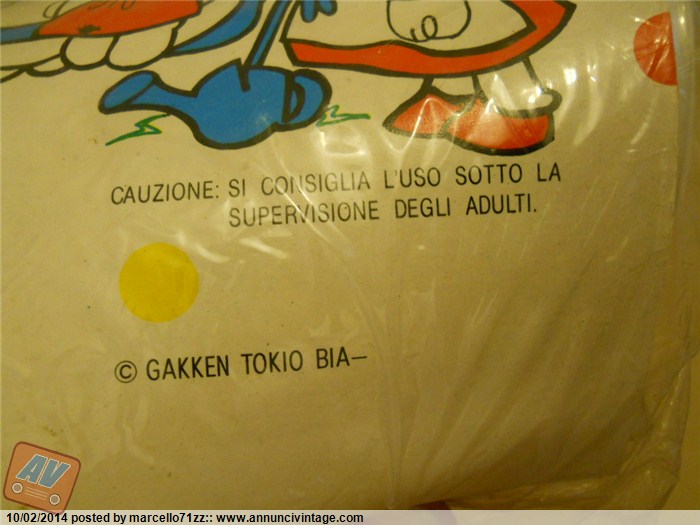 CAUZIONE: SI CONSIGLIA L'USO SOTTO LA
SUPERVISIONE DEGLI ADULTI.
© GAKKEN TOKIO BIA—
AV
10/02/2014 posted by marcello71zz:: www.annuncivintage.com